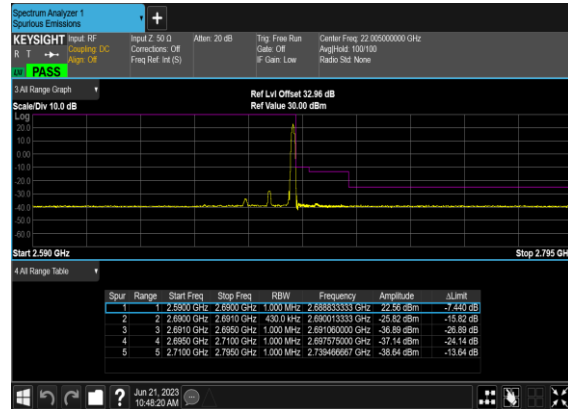 Spectrum Analyzer 1
Spurious Emissions
+
KEYSIGHT Input: RF Input Z: 50 Ω Atten: 20 dB Trig: Free Run Center Freq: 22.005000000 GHz
R T Coupling: DC Corrections: Off Gate: Off Avg|Hold: 100/100
Align: Off Freq Ref: Int (S) IF Gain: Low Radio Std: None
PASS
3 All Range Graph
Ref Lvl Offset 32.96 dB
Scale/Div 10.0 dB Ref Value 30.00 dBm
Log
20.0
10.0
0.00
-10.0
-20.0
-30.0
-40.0
-50.0
-60.0
Start 2.590 GHz Stop 2.795 GH
4 All Range Table
Spur Range Start Freq Stop Freq RBW Frequency Amplitude ΔLimit
1 1 2.5900 GHz 2.6900 GHz 1.000 MHz 2.688833333 GHz 22.56 dBm -7.440 dB
2 2 2.6900 GHz 2.6910 GHz 430.0 kHz 2.690013333 GHz -25.82 dBm -15.82 dB
3 3 2.6910 GHz 2.6950 GHz 1.000 MHz 2.691060000 GHz -36.89 dBm -26.89 dB
4 4 2.6950 GHz 2.7100 GHz 1.000 MHz 2.697575000 GHz -37.14 dBm -24.14 dB
5 5 2.7100 GHz 2.7950 GHz 1.000 MHz 2.739466667 GHz -38.64 dBm -13.64 dB
? Jun 21, 2023
10:48:20 AM